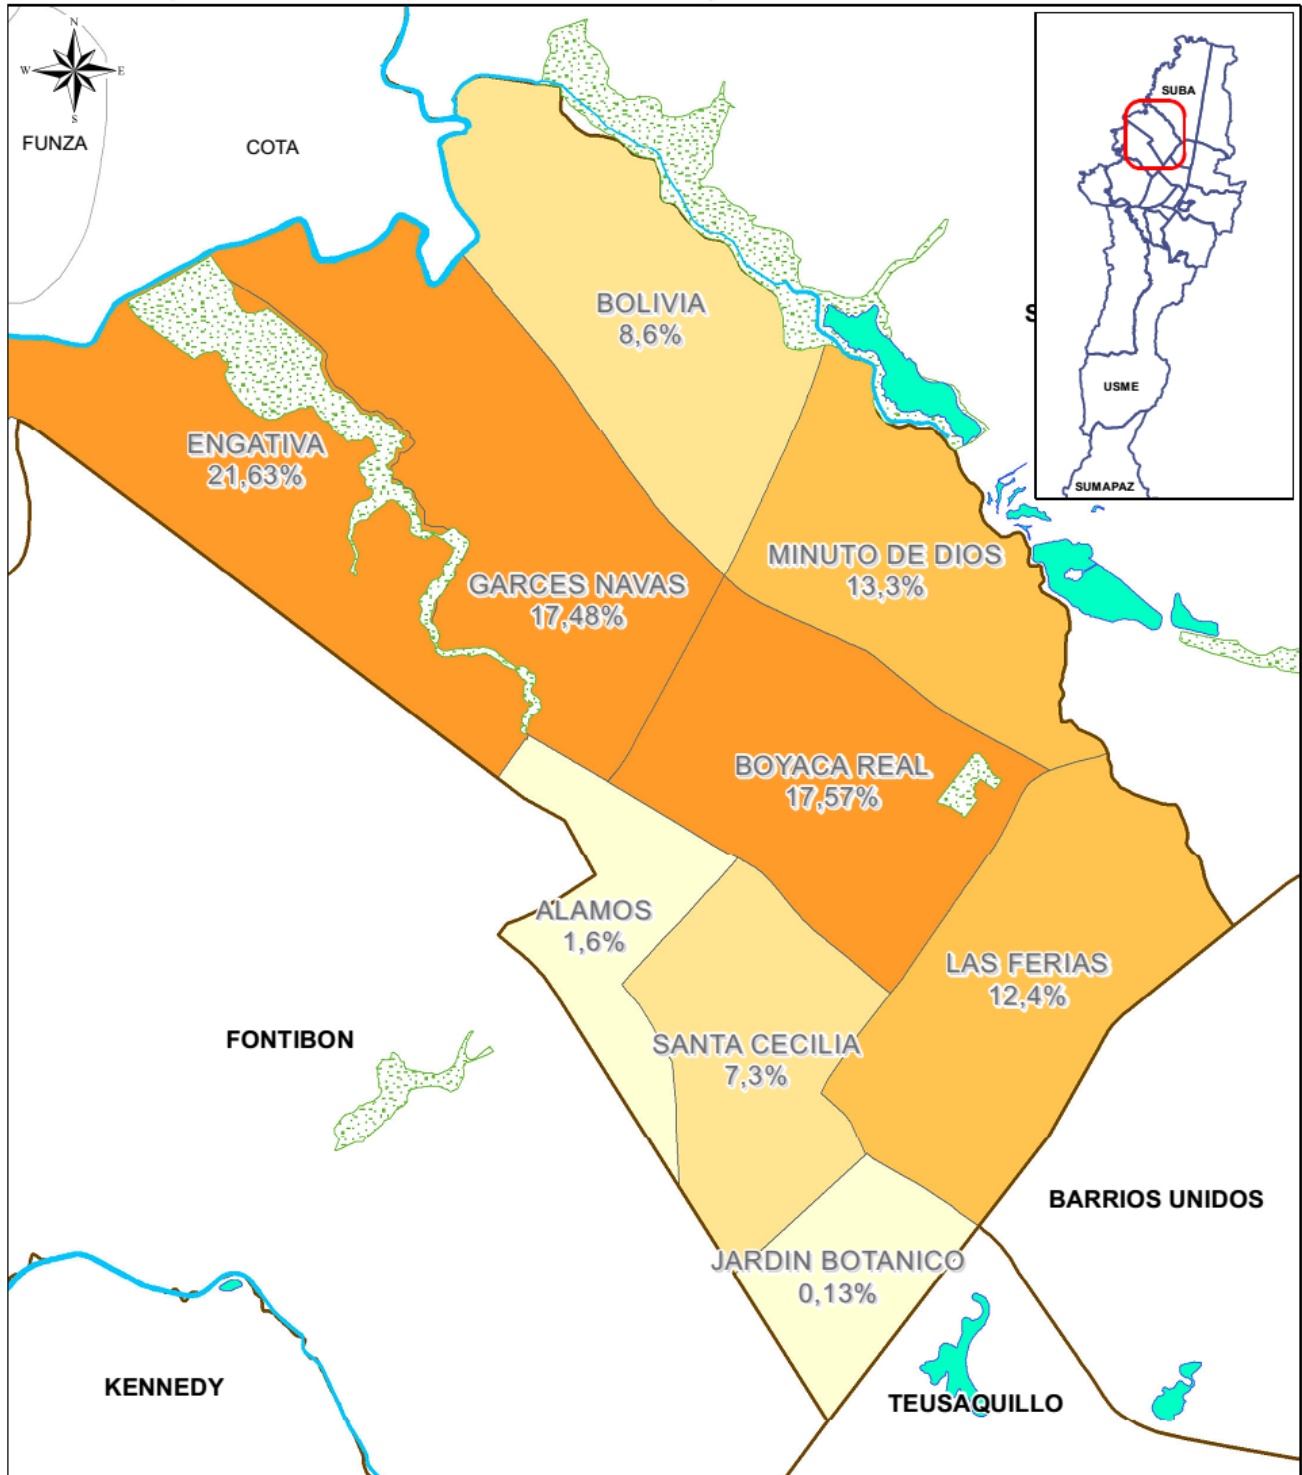 N
W E
S
FUNZA
COTA
SUBA
USME
SUMAPAZ
S
BOLIVIA
8,6%
ENGATIVA
21,63%
MINUTO DE DIOS
13,3%
GARCES NAVAS
17,48%
BOYACA REAL
17,57%
ALAMOS
1,6%
LAS FERIAS
12,4%
FONTIBON
SANTA CECILIA
7,3%
BARRIOS UNIDOS
JARDIN BOTANICO
0,13%
KENNEDY
TEUSAQUILLO